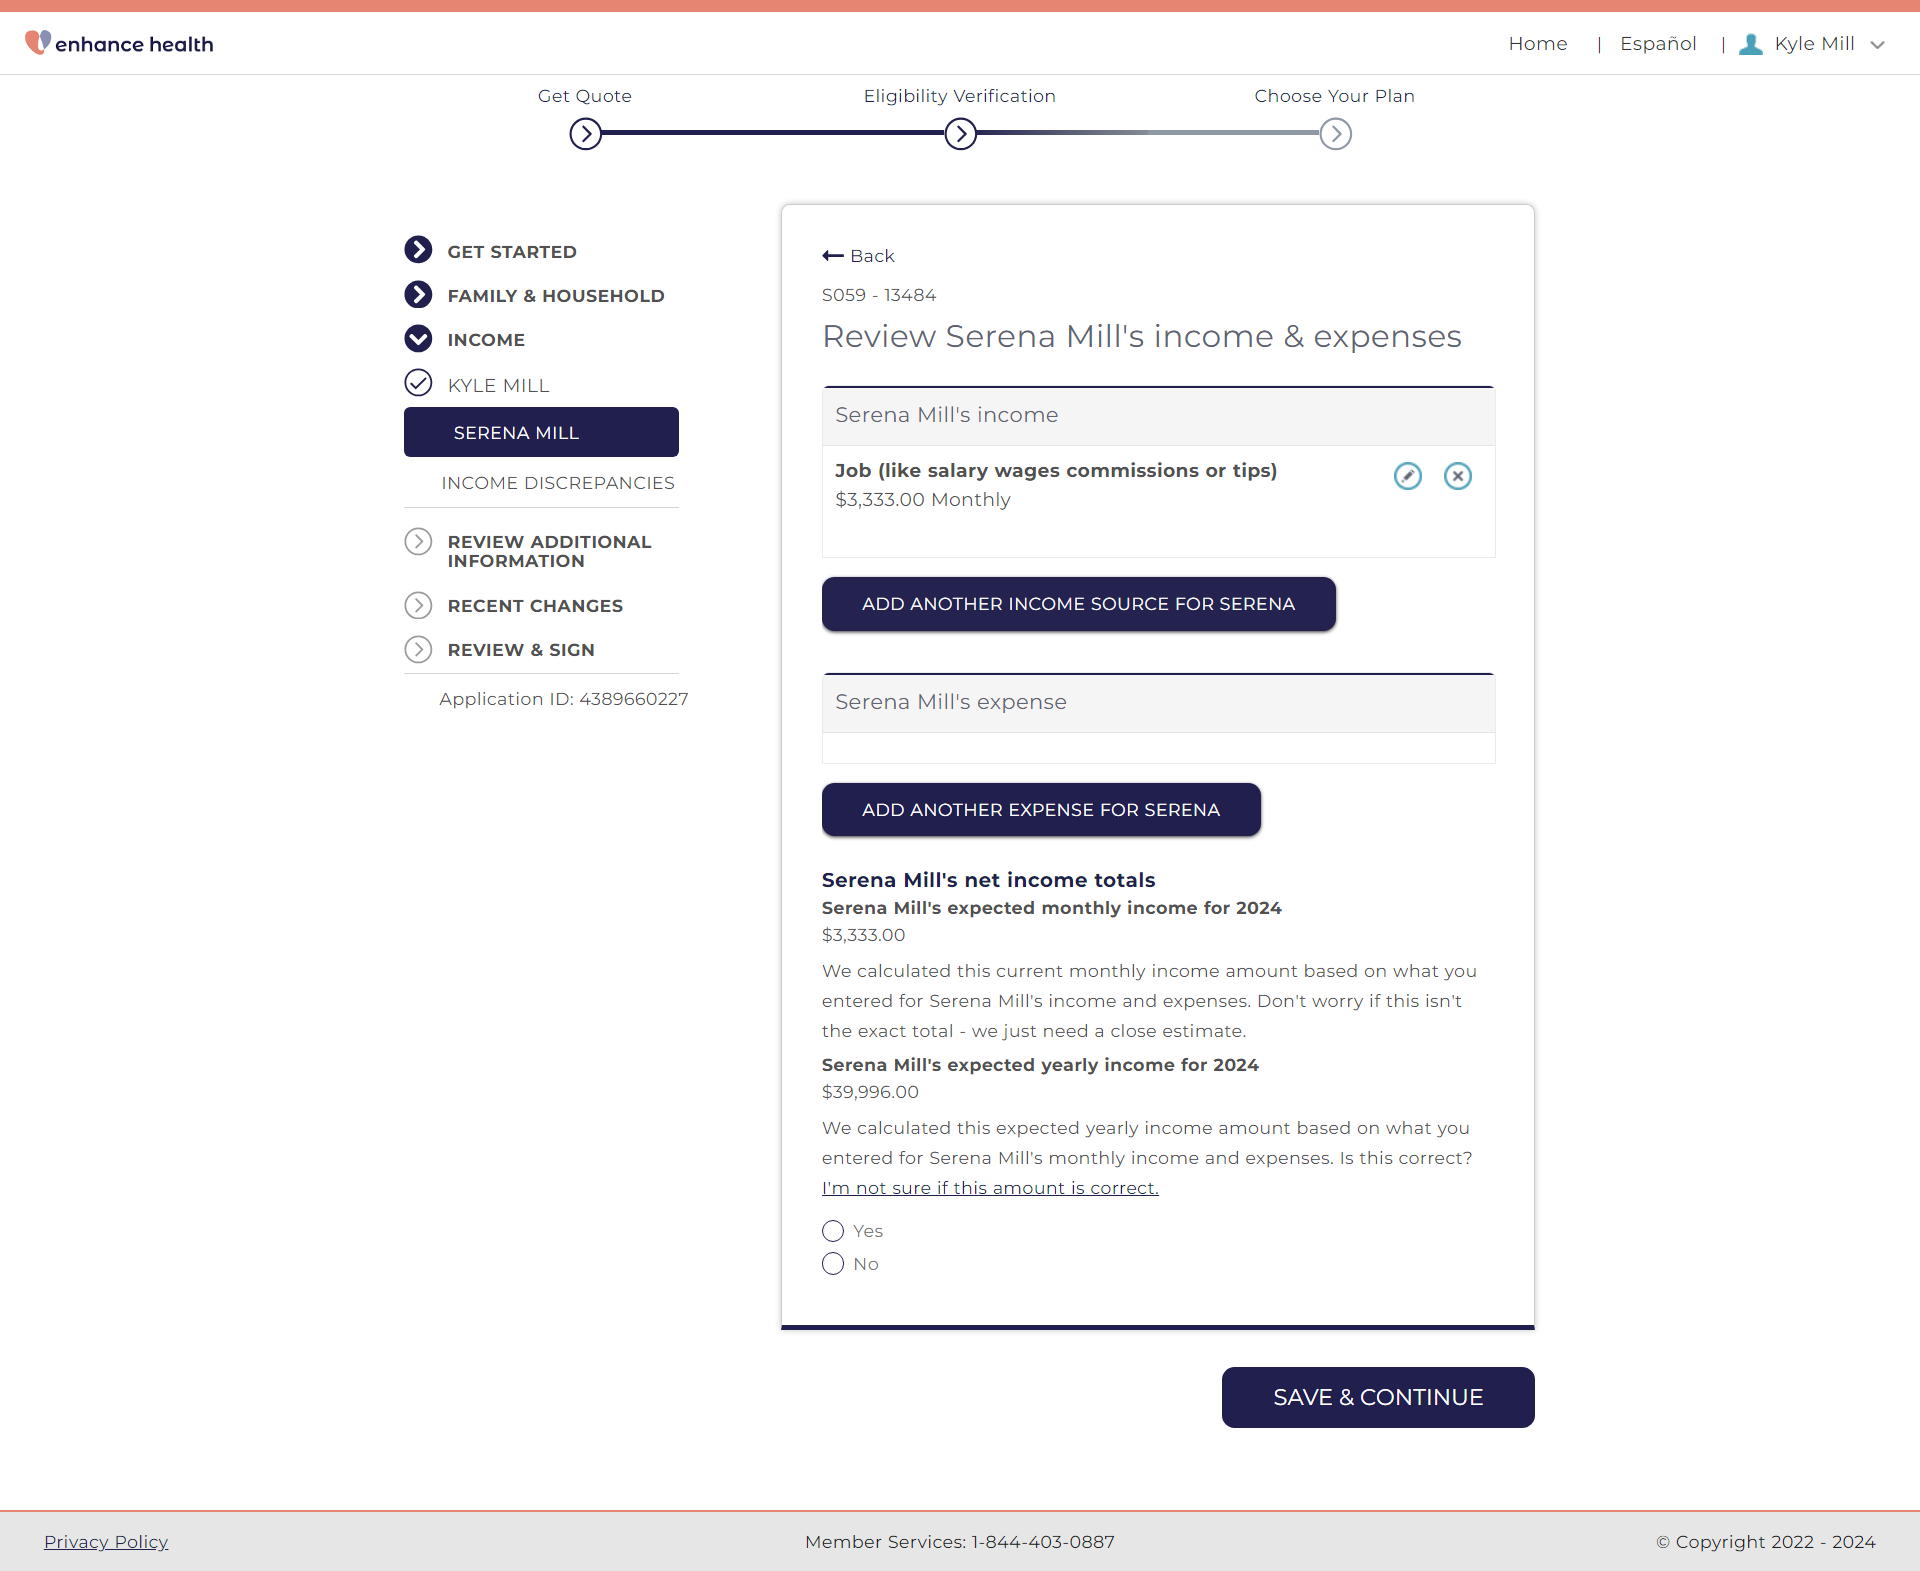 enhance health
Home | Español | Kyle Mill
Get Quote
Eligibility Verification
Choose Your Plan
GET STARTED
FAMILY & HOUSEHOLD
INCOME
KYLE MILL
SERENA MILL
INCOME DISCREPANCIES
REVIEW ADDITIONAL
INFORMATION
RECENT CHANGES
REVIEW & SIGN
Application ID: 4389660227
Back
S059 - 13484
Review Serena Mill's income & expenses
Serena Mill's income
Job (like salary wages commissions or tips)
$3,333.00 Monthly
ADD ANOTHER INCOME SOURCE FOR SERENA
Serena Mill's expense
ADD ANOTHER EXPENSE FOR SERENA
Serena Mill's net income totals
Serena Mill's expected monthly income for 2024
$3,333.00
We calculated this current monthly income amount based on what you
entered for Serena Mill's income and expenses. Don't worry if this isn't
the exact total - we just need a close estimate.
Serena Mill's expected yearly income for 2024
$39,996.00
We calculated this expected yearly income amount based on what you
entered for Serena Mill's monthly income and expenses. Is this correct?
I'm not sure if this amount is correct.
Yes
No
SAVE & CONTINUE
Privacy Policy
Member Services: 1-844-403-0887
© Copyright 2022 - 2024